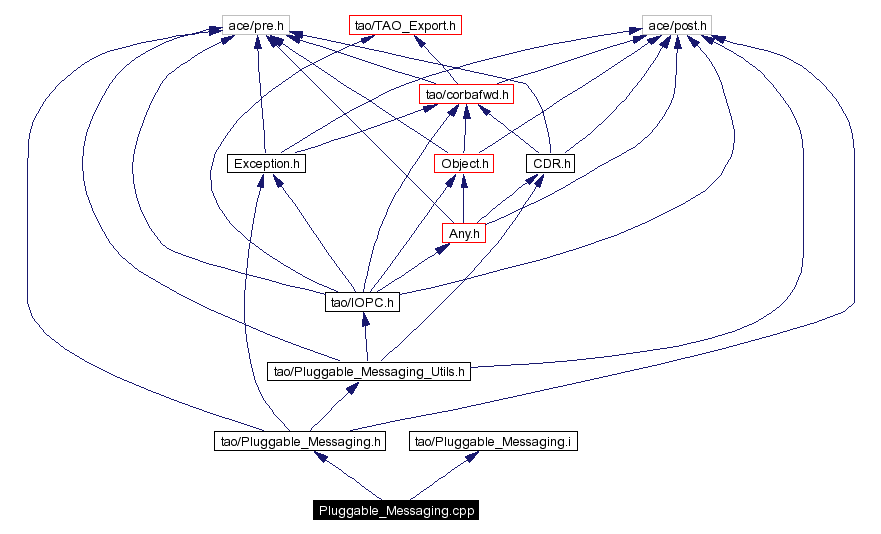 ace/pre.h
tao/TAO_Export.h
ace/post.h
tao/corbafwd.h
Exception.h
Object.h
CDR.h
Any.h
tao/IOPC.h
tao/Pluggable_Messaging_Utils.h
tao/Pluggable_Messaging.h
tao/Pluggable_Messaging.i
Pluggable_Messaging.cpp